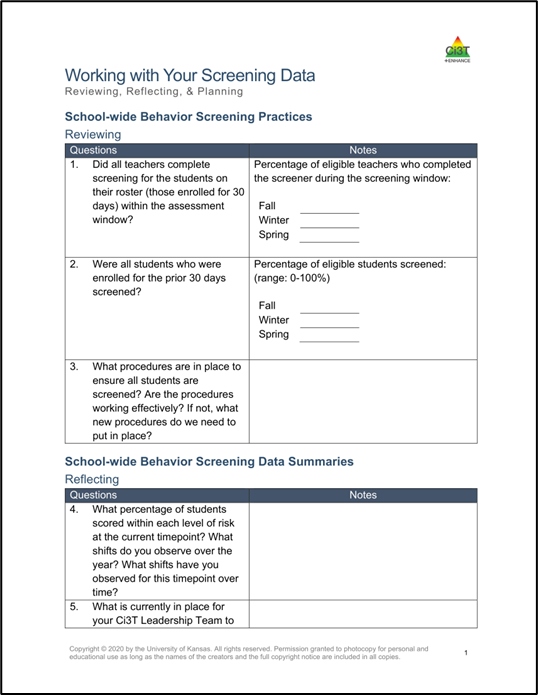 Ci3T
+ENHANCE
Working with Your Screening Data
Reviewing, Reflecting, & Planning
School-wide Behavior Screening Practices
Reviewing
Questions
Notes
1. Did all teachers complete
screening for the students on
their roster (those enrolled for 30
days) within the assessment
window?
Percentage of eligible teachers who completed
the screener during the screening window:
Fall
Winter
Spring
2. Were all students who were
enrolled for the prior 30 days
screened?
Percentage of eligible students screened:
(range: 0-100%)
Fall
Winter
Spring
3. What procedures are in place to
ensure all students are
screened? Are the procedures
working effectively? If not, what
new procedures do we need to
put in place?
School-wide Behavior Screening Data Summaries
Reflecting
Questions
Notes
4. What percentage of students
scored within each level of risk
at the current timepoint? What
shifts do you observe over the
year? What shifts have you
observed for this timepoint over
time?
5. What is currently in place for
your Ci3T Leadership Team to
Copyright © 2020 by the University of Kansas. All rights reserved. Permission granted to photocopy for personal and
educational use as long as the names of the creators and the full copyright notice are included in all copies.
1